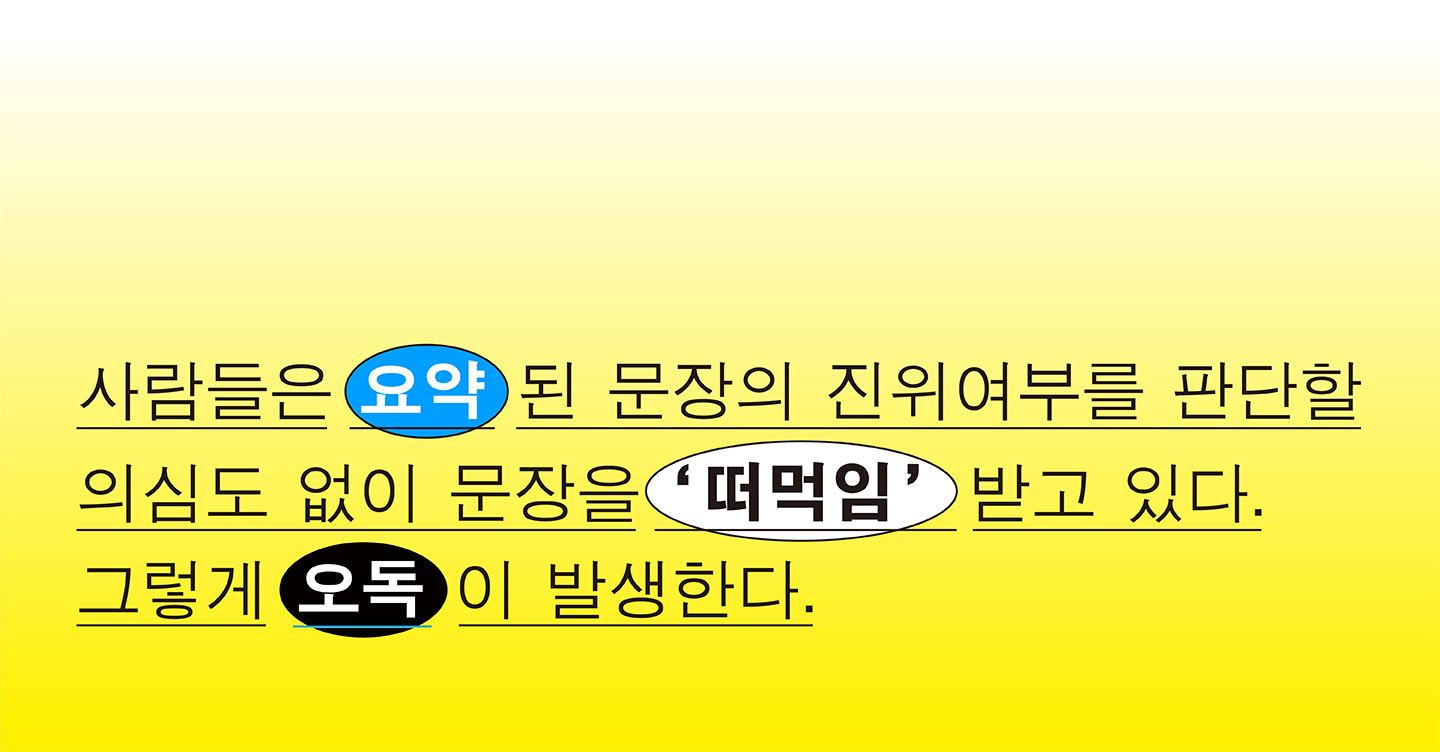 사람들은 요약된 문장의 진위여부를 판단할
의심도 없이 문장을 ‘떠먹임’ 받고 있다.
그렇게 오독이 발생한다.